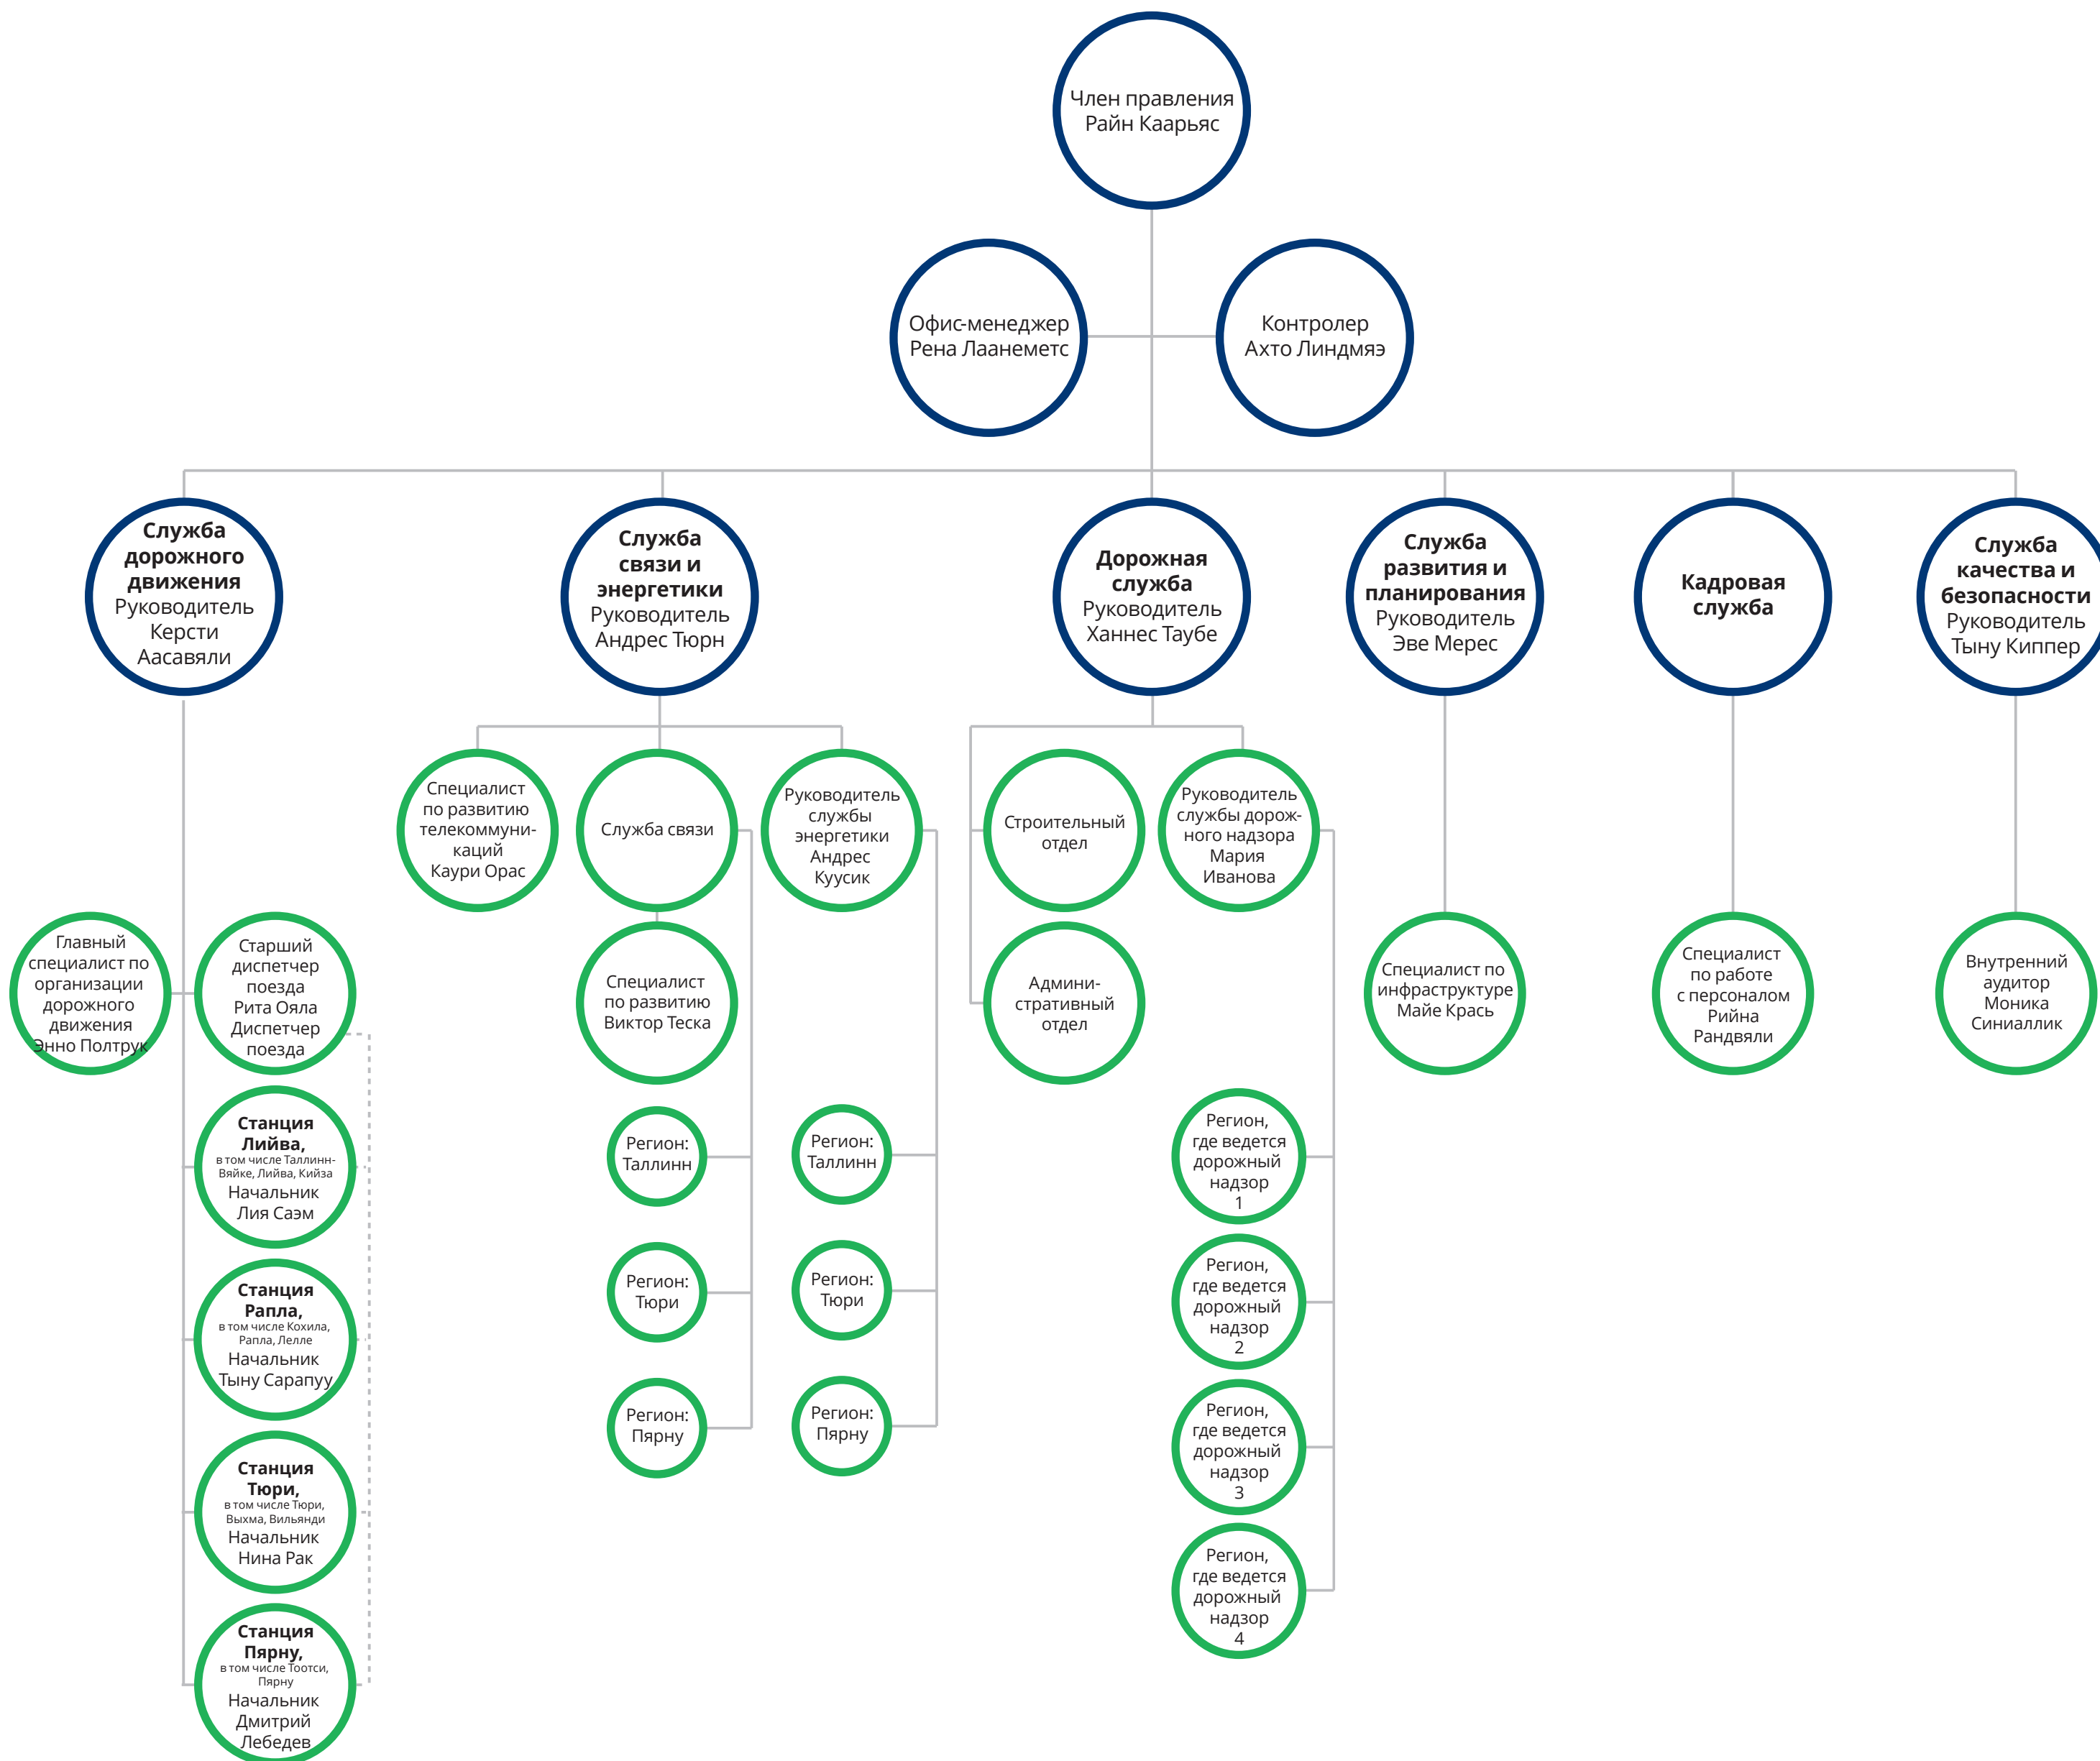 Член правления
Райн Каарьяс
Офис-менеджер
Рена Лаанеметс
Контролер
Ахто Линдмяэ
Служба
дорожного
движения
Руководитель
Керсти
Аасавяли
Служба
связи и
энергетики
Руководитель
Андрес Тюрн
Дорожная
служба
Руководитель
Ханнес Таубе
Служба
развития и
планирования
Руководитель
Эве Мерес
Кадровая
служба
Служба
качества и
безопасности
Руководитель
Тыну Киппер
Специалист
по развитию
телекоммуни-
каций
Каури Орас
Служба связи
Руководитель
службы
энергетики
Андрес
Куусик
Строительный
отдел
Руководитель
службы дорож-
ного надзора
Мария
Иванова
Главный
специалист по
организации
дорожного
движения
Энно Полтрук
Старший
диспетчер
поезда
Рита Ояла
Диспетчер
поезда
Специалист
по развитию
Виктор Теска
Админи-
стративный
отдел
Специалист по
инфраструктуре
Майе Крась
Специалист
по работе
с персоналом
Рийна
Рандвяли
Внутренний
аудитор
Моника
Синиаллик
Станция
Лийва,
в том числе Таллинн-
Вяйке, Лийва, Кийза
Начальник
Лия Саэм
Станция
Рапла,
в том числе Кохила,
Рапла, Лелле
Начальник
Тыну Сарапуу
Станция
Тюри,
в том числе Тюри,
Выхма, Вильянди
Начальник
Нина Рак
Станция
Пярну,
в том числе Тоотси,
Пярну
Начальник
Дмитрий
Лебедев
Регион:
Таллинн
Регион:
Тюри
Регион:
Пярну
Регион:
Таллинн
Регион:
Тюри
Регион:
Пярну
Регион,
где ведется
дорожный
надзор
1
Регион,
где ведется
дорожный
надзор
2
Регион,
где ведется
дорожный
надзор
3
Регион,
где ведется
дорожный
надзор
4